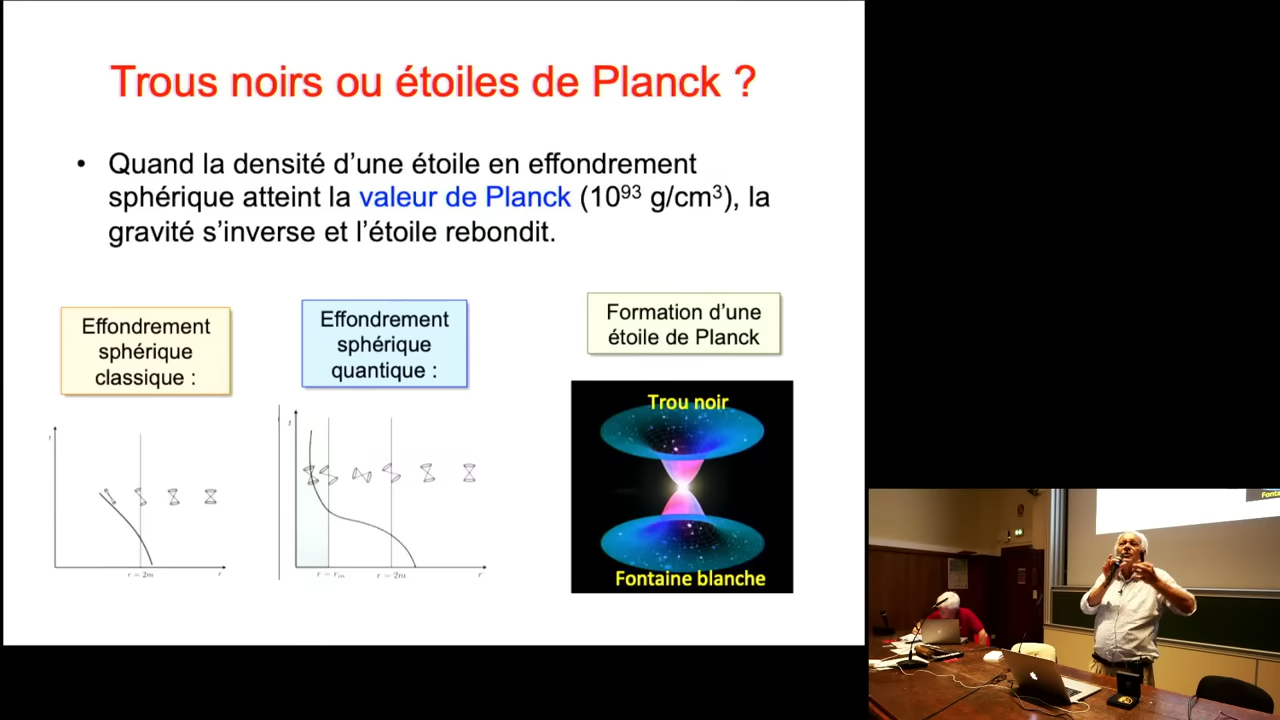 Trous noirs ou étoiles de Planck ?
• Quand la densité d’une étoile en effondrement
sphérique atteint la valeur de Planck (10⁹³ g/cm³), la
gravité s’inverse et l’étoile rebondit.
Effondrement
sphérique
classique :
Effondrement
sphérique
quantique :
Formation d’une
étoile de Planck
t
r = 2m
r
t
r = rₘ
r = 2m
r
Trou noir
Fontaine blanche
Fonta